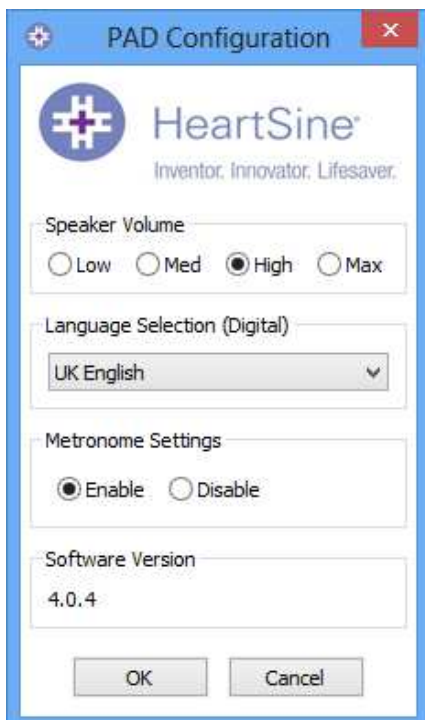 PAD Configuration
HeartSine®
Inventor. Innovator. Lifesaver.
Speaker Volume
Low Med High Max
Language Selection (Digital)
UK English
Metronome Settings
Enable Disable
Software Version
4.0.4
OK Cancel